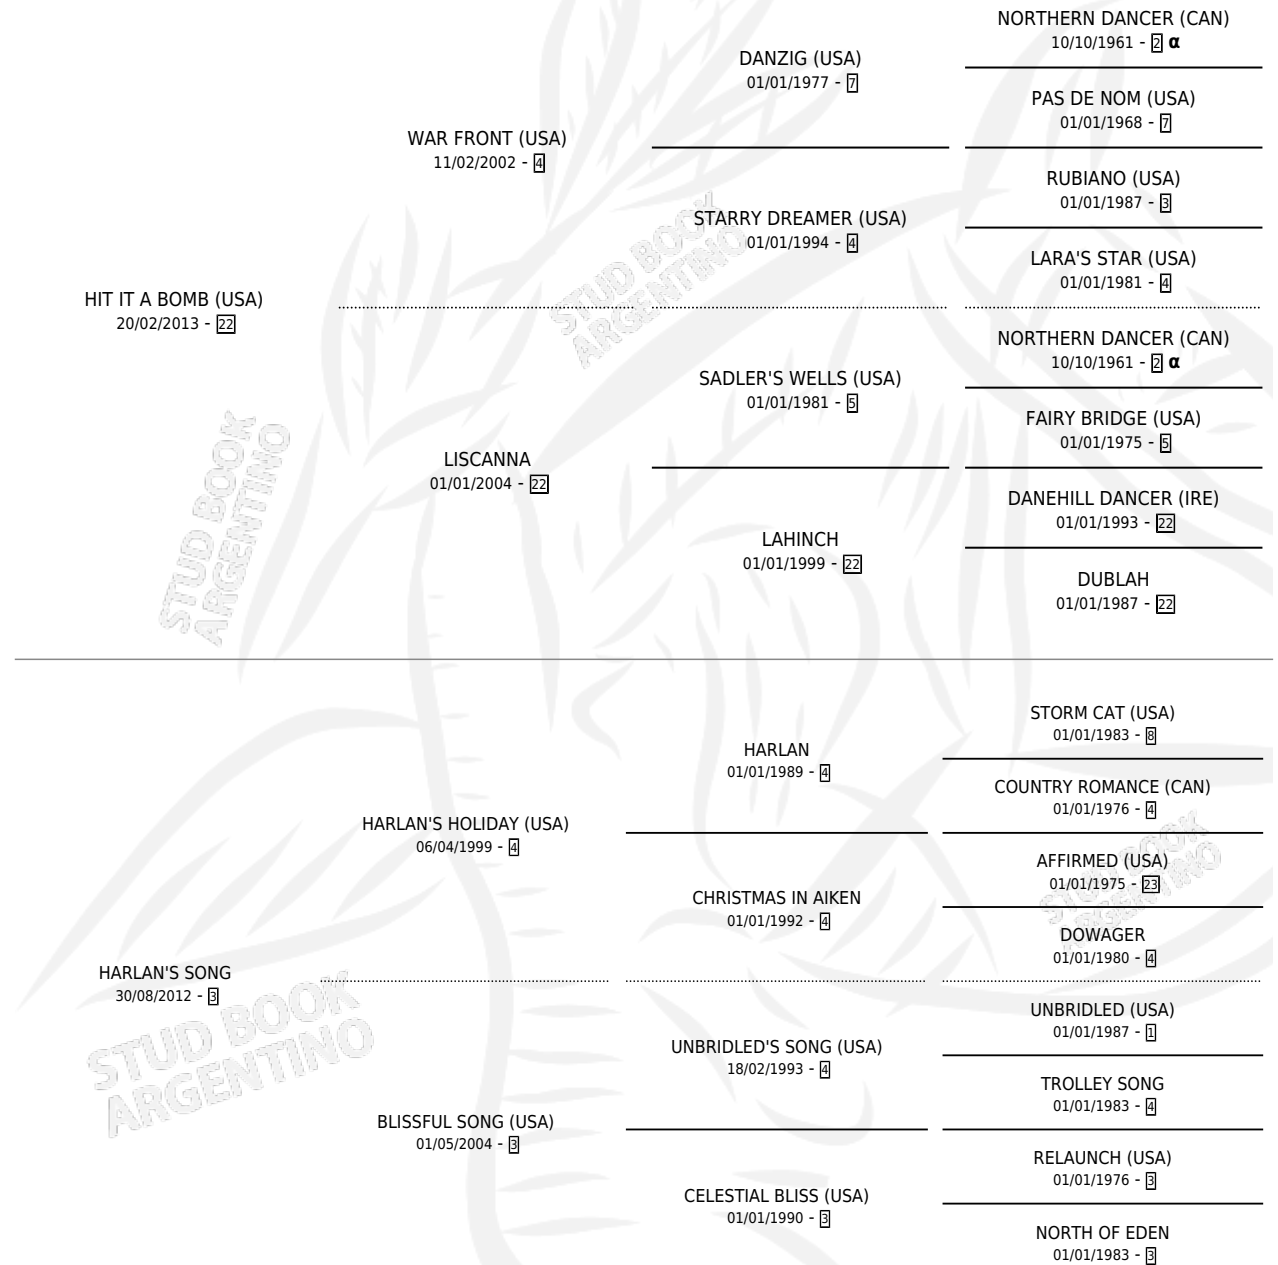 NORTHERN DANCER (CAN)
10/10/1961 - 2 α
DANZIG (USA)
01/01/1977 - 7
PAS DE NOM (USA)
01/01/1968 - 7
WAR FRONT (USA)
11/02/2002 - 4
RUBIANO (USA)
01/01/1987 - 3
STARRY DREAMER (USA)
01/01/1994 - 4
LARA'S STAR (USA)
01/01/1981 - 4
STUD BOOK
ARGENTINO
HIT IT A BOMB (USA)
20/02/2013 - 22
NORTHERN DANCER (CAN)
10/10/1961 - 2 α
SADLER'S WELLS (USA)
01/01/1981 - 5
FAIRY BRIDGE (USA)
01/01/1975 - 5
LISCANNA
01/01/2004 - 22
DANEHILL DANCER (IRE)
01/01/1993 - 22
LAHINCH
01/01/1999 - 22
DUBLAH
01/01/1987 - 22
STUD BOOK
ARGENTINO
STORM CAT (USA)
01/01/1983 - 8
HARLAN
01/01/1989 - 4
COUNTRY ROMANCE (CAN)
01/01/1976 - 4
HARLAN'S HOLIDAY (USA)
06/04/1999 - 4
AFFIRMED (USA)
01/01/1975 - 23
STUD BOOK
ARGENTINO
CHRISTMAS IN AIKEN
01/01/1992 - 4
DOWAGER
01/01/1980 - 4
HARLAN'S SONG
30/08/2012 - 3
UNBRIDLED (USA)
01/01/1987 - 1
UNBRIDLED'S SONG (USA)
18/02/1993 - 4
TROLLEY SONG
01/01/1983 - 4
STUD BOOK
ARGENTINO
BLISSFUL SONG (USA)
01/05/2004 - 3
RELAUNCH (USA)
01/01/1976 - 3
CELESTIAL BLISS (USA)
01/01/1990 - 3
NORTH OF EDEN
01/01/1983 - 3